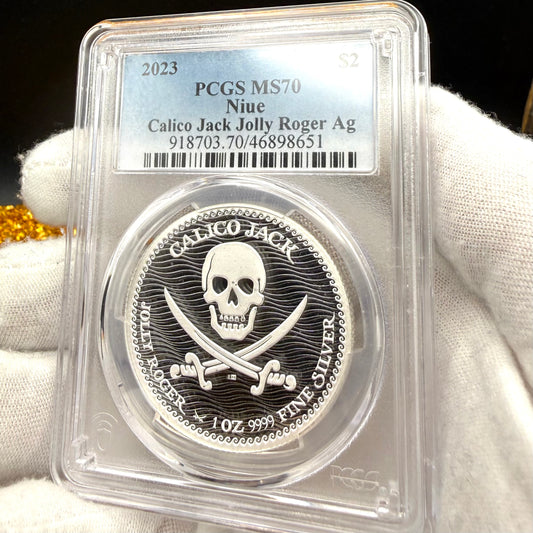 2023 $2
PCGS MS70
Niue
Calico Jack Jolly Roger Ag
918703.70/46898651
CALICO JACK
JOLLY ROGER
1 OZ 9999 FINE SILVER
PCGS